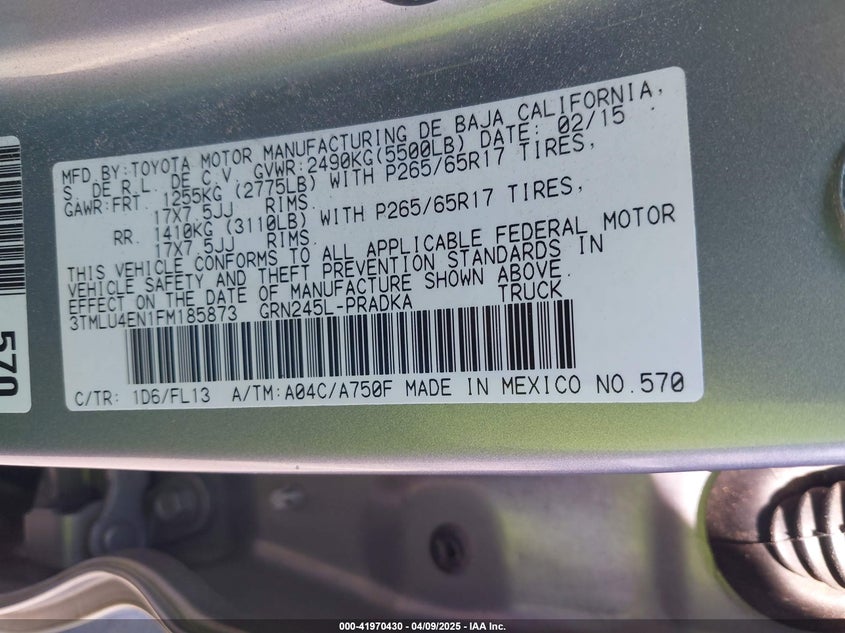 MFD.BY:TOYOTA MOTOR MANUFACTURING DE BAJA CALIFORNIA,
S. DE R.L. DE C.V. GVWR:2490KG(5500LB) DATE: 02/15
GAWR:FRT. 1255KG (2775LB) WITH P265/65R17 TIRES,
17X7.5JJ RIMS.
RR. 1410KG (3110LB) WITH P265/65R17 TIRES,
17X7.5JJ RIMS.
THIS VEHICLE CONFORMS TO ALL APPLICABLE FEDERAL MOTOR
VEHICLE SAFETY AND THEFT PREVENTION STANDARDS IN
EFFECT ON THE DATE OF MANUFACTURE SHOWN ABOVE.
3TMLU4EN1FM185873 GRN245L-PRADKA TRUCK
C/TR: 1D6/FL13 A/TM:A04C/A750F MADE IN MEXICO NO.570
570
000-41970430 - 04/09/2025 - IAA Inc.